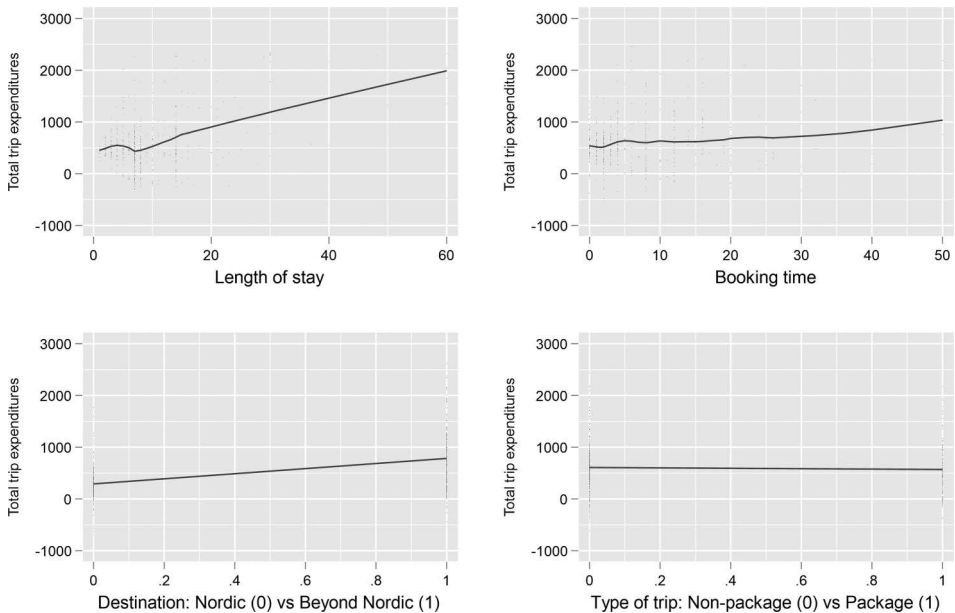 Total trip expenditures
3000
2000
1000
0
-1000
0 20 40 60
Length of stay
Total trip expenditures
3000
2000
1000
0
-1000
0 10 20 30 40 50
Booking time
Total trip expenditures
3000
2000
1000
0
-1000
0 .2 .4 .6 .8 1
Destination: Nordic (0) vs Beyond Nordic (1)
Total trip expenditures
3000
2000
1000
0
-1000
0 .2 .4 .6 .8 1
Type of trip: Non-package (0) vs Package (1)